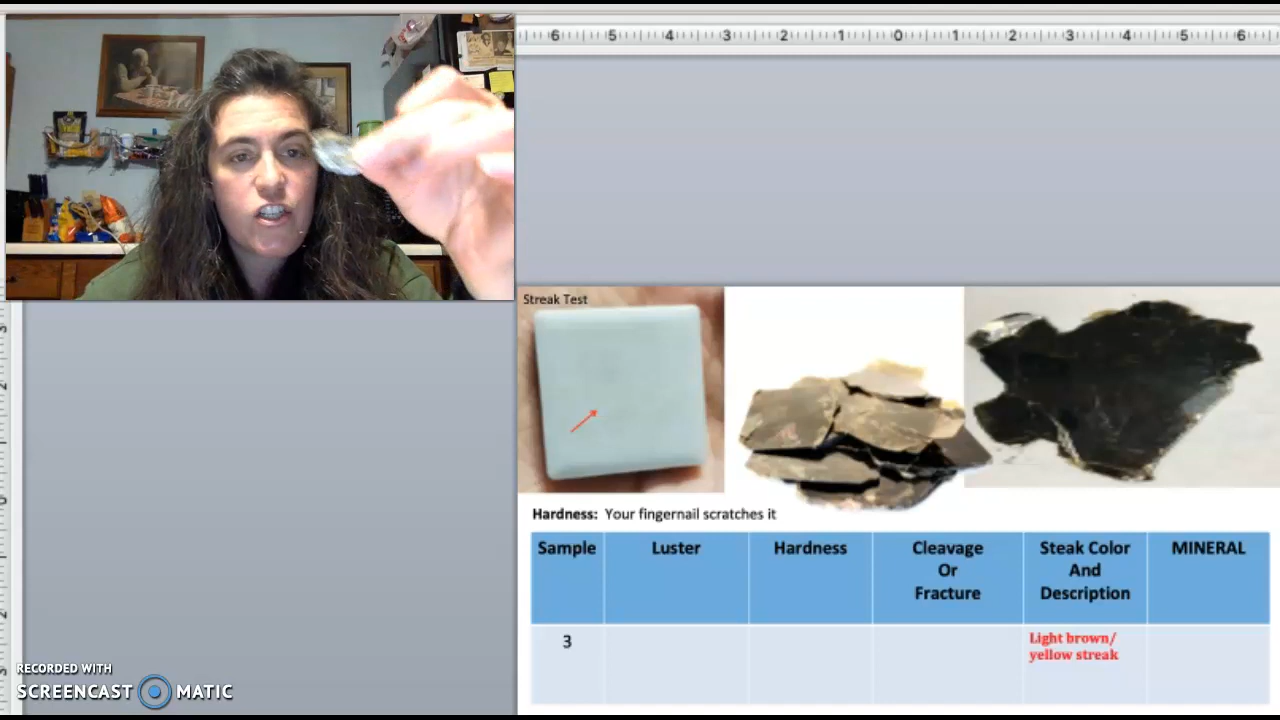 6 5 4 3 2 1 0 1 2 3 4 5 6
Streak Test
Hardness: Your fingernail scratches it
Sample Luster Hardness Cleavage Or Fracture Steak Color And Description MINERAL
3 Light brown/ yellow streak
RECORDED WITH
SCREENCAST MATIC